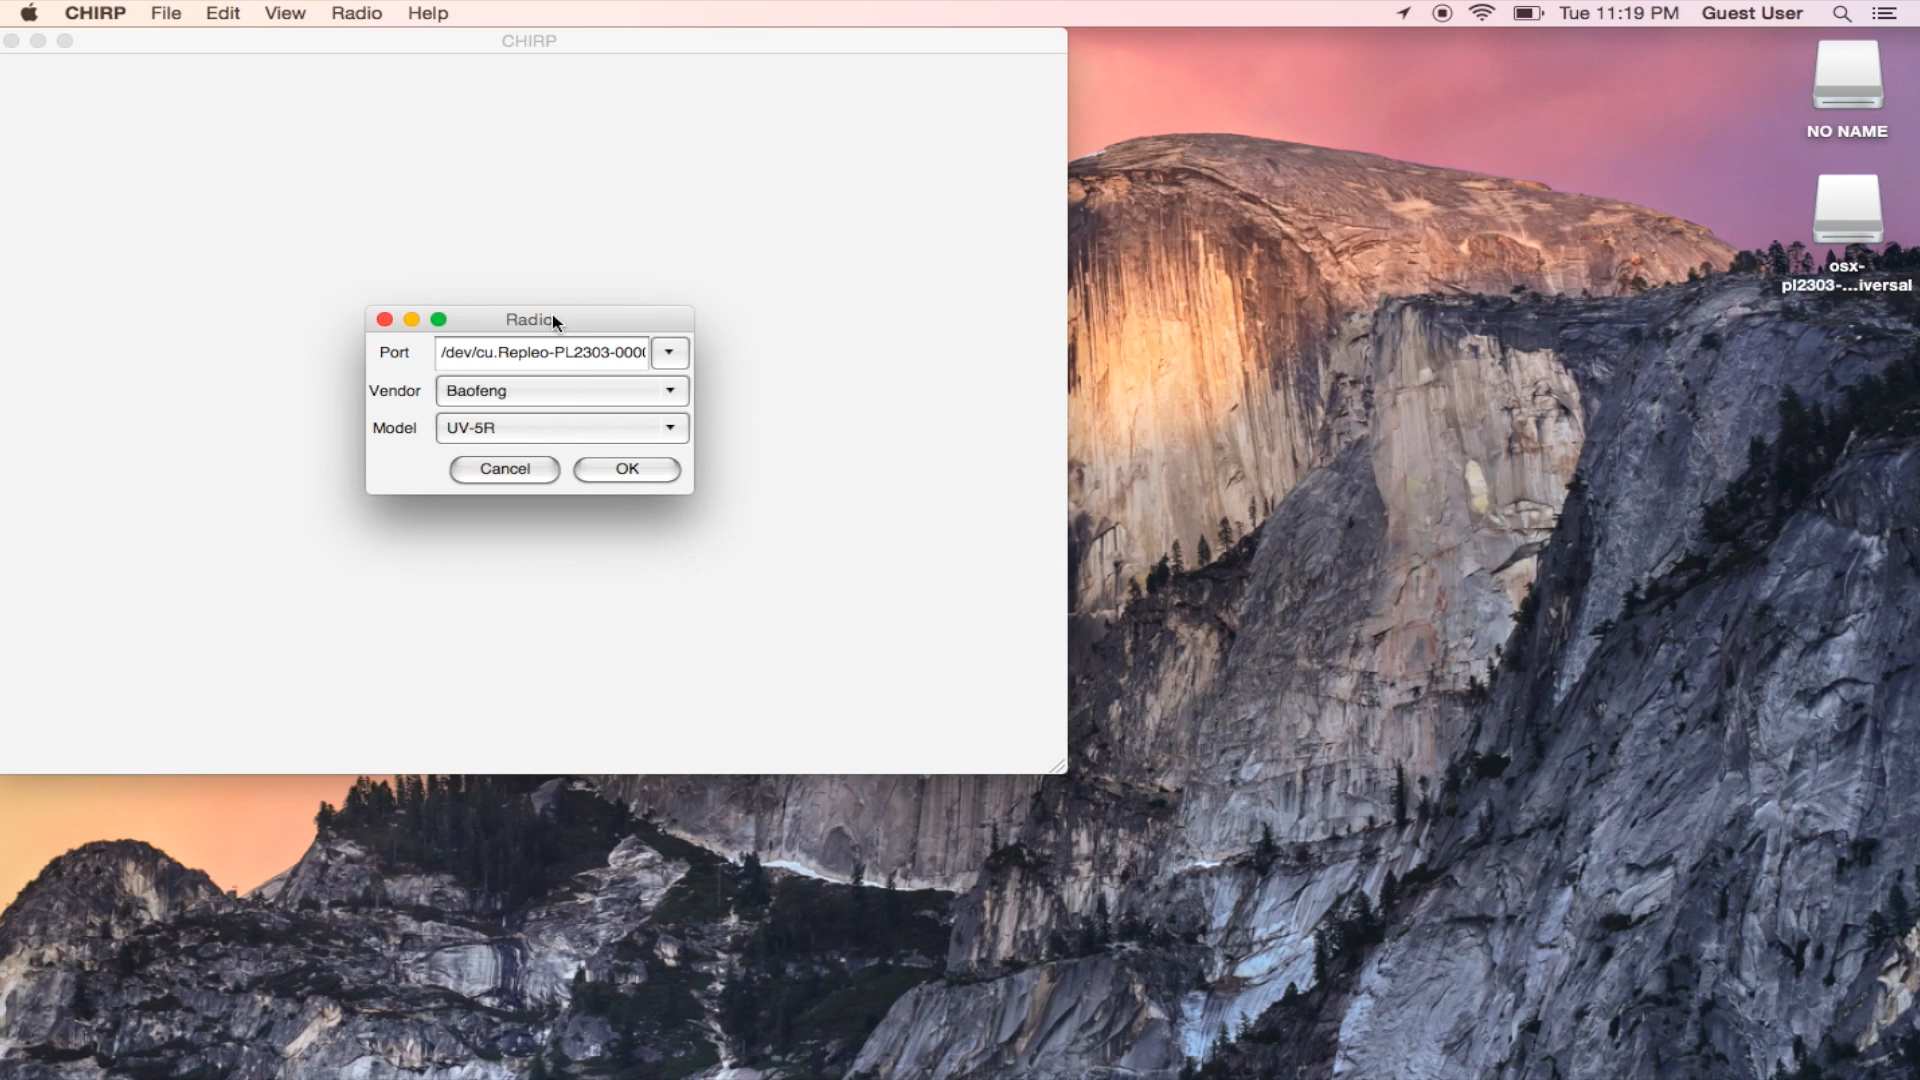 CHIRP File Edit View Radio Help Tue 11:19 PM Guest User
CHIRP
NO NAME
osx-
pl2303-...iversal
Radio
Port /dev/cu.Repleo-PL2303-000
Vendor Baofeng
Model UV-5R
Cancel OK